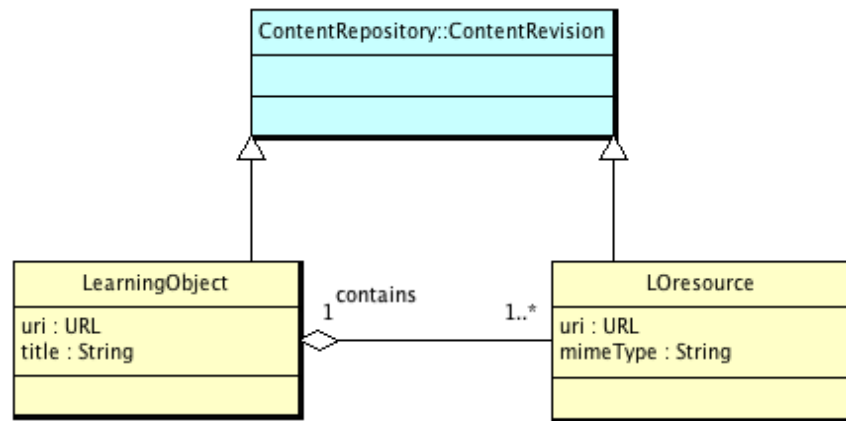 ContentRepository::ContentRevision
LearningObject
uri : URL
title : String
contains
1
1..*
LOresource
uri : URL
mimeType : String